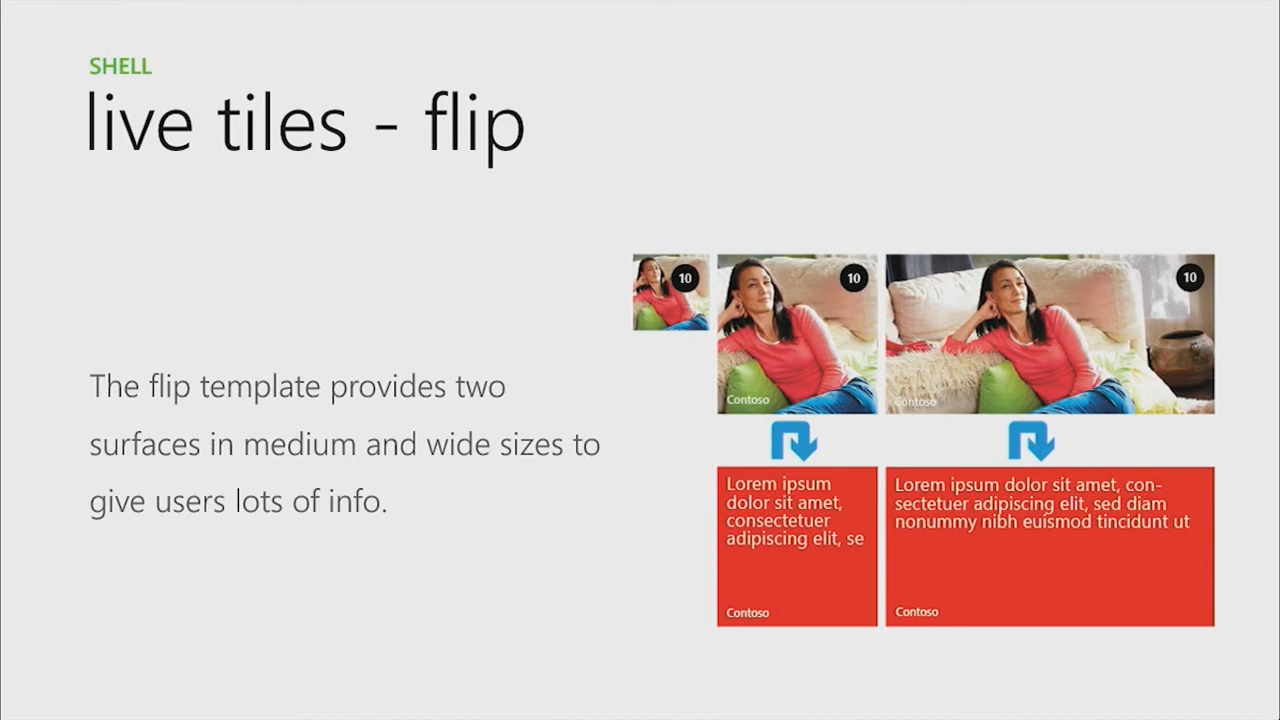 SHELL
live tiles - flip
The flip template provides two
surfaces in medium and wide sizes to
give users lots of info.
10
10
10
Contoso
Contoso
Lorem ipsum
dolor sit amet,
consectetuer
adipiscing elit, se
Contoso
Lorem ipsum dolor sit amet, con-
sectetuer adipiscing elit, sed diam
nonummy nibh euismod tincidunt ut
Contoso